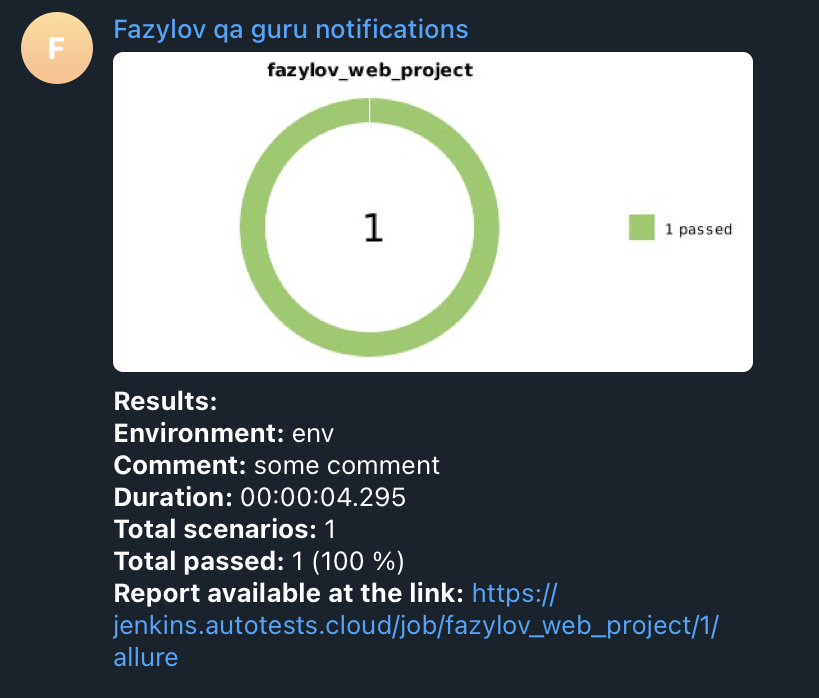 F
Fazylov qa guru notifications
fazylov_web_project
1
1 passed
Results:
Environment: env
Comment: some comment
Duration: 00:00:04.295
Total scenarios: 1
Total passed: 1 (100 %)
Report available at the link: https://
jenkins.autotests.cloud/job/fazylov_web_project/1/
allure